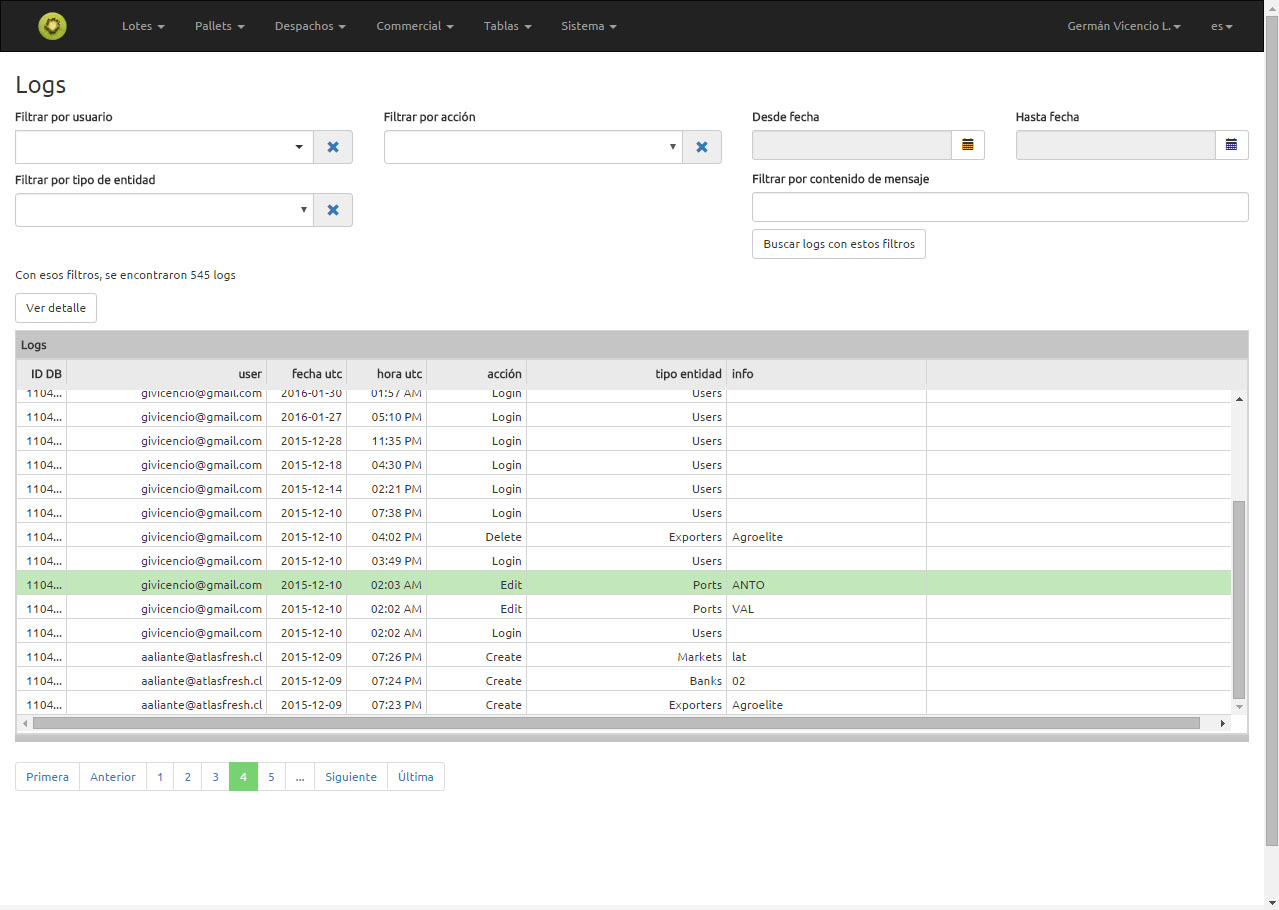 Lotes Pallets Despachos Commercial Tablas Sistema Germán Vicencio L. es
Logs
Filtrar por usuario Filtrar por acción Desde fecha Hasta fecha
Filtrar por tipo de entidad Filtrar por contenido de mensaje
Buscar logs con estos filtros
Con esos filtros, se encontraron 545 logs
Ver detalle
Logs
ID DB user fecha utc hora utc acción tipo entidad info
1104... givicencio@gmail.com 2016-01-30 01:57 AM Login Users
1104... givicencio@gmail.com 2016-01-27 05:10 PM Login Users
1104... givicencio@gmail.com 2015-12-28 11:35 PM Login Users
1104... givicencio@gmail.com 2015-12-18 04:30 PM Login Users
1104... givicencio@gmail.com 2015-12-14 02:21 PM Login Users
1104... givicencio@gmail.com 2015-12-10 07:38 PM Login Users
1104... givicencio@gmail.com 2015-12-10 04:02 PM Delete Exporters Agroelite
1104... givicencio@gmail.com 2015-12-10 03:49 PM Login Users
1104... givicencio@gmail.com 2015-12-10 02:03 AM Edit Ports ANTO
1104... givicencio@gmail.com 2015-12-10 02:02 AM Edit Ports VAL
1104... givicencio@gmail.com 2015-12-10 02:02 AM Login Users
1104... aaliante@atlasfresh.cl 2015-12-09 07:26 PM Create Markets lat
1104... aaliante@atlasfresh.cl 2015-12-09 07:24 PM Create Banks 02
1104... aaliante@atlasfresh.cl 2015-12-09 07:23 PM Create Exporters Agroelite
Primera Anterior 1 2 3 4 5 ... Siguiente Última